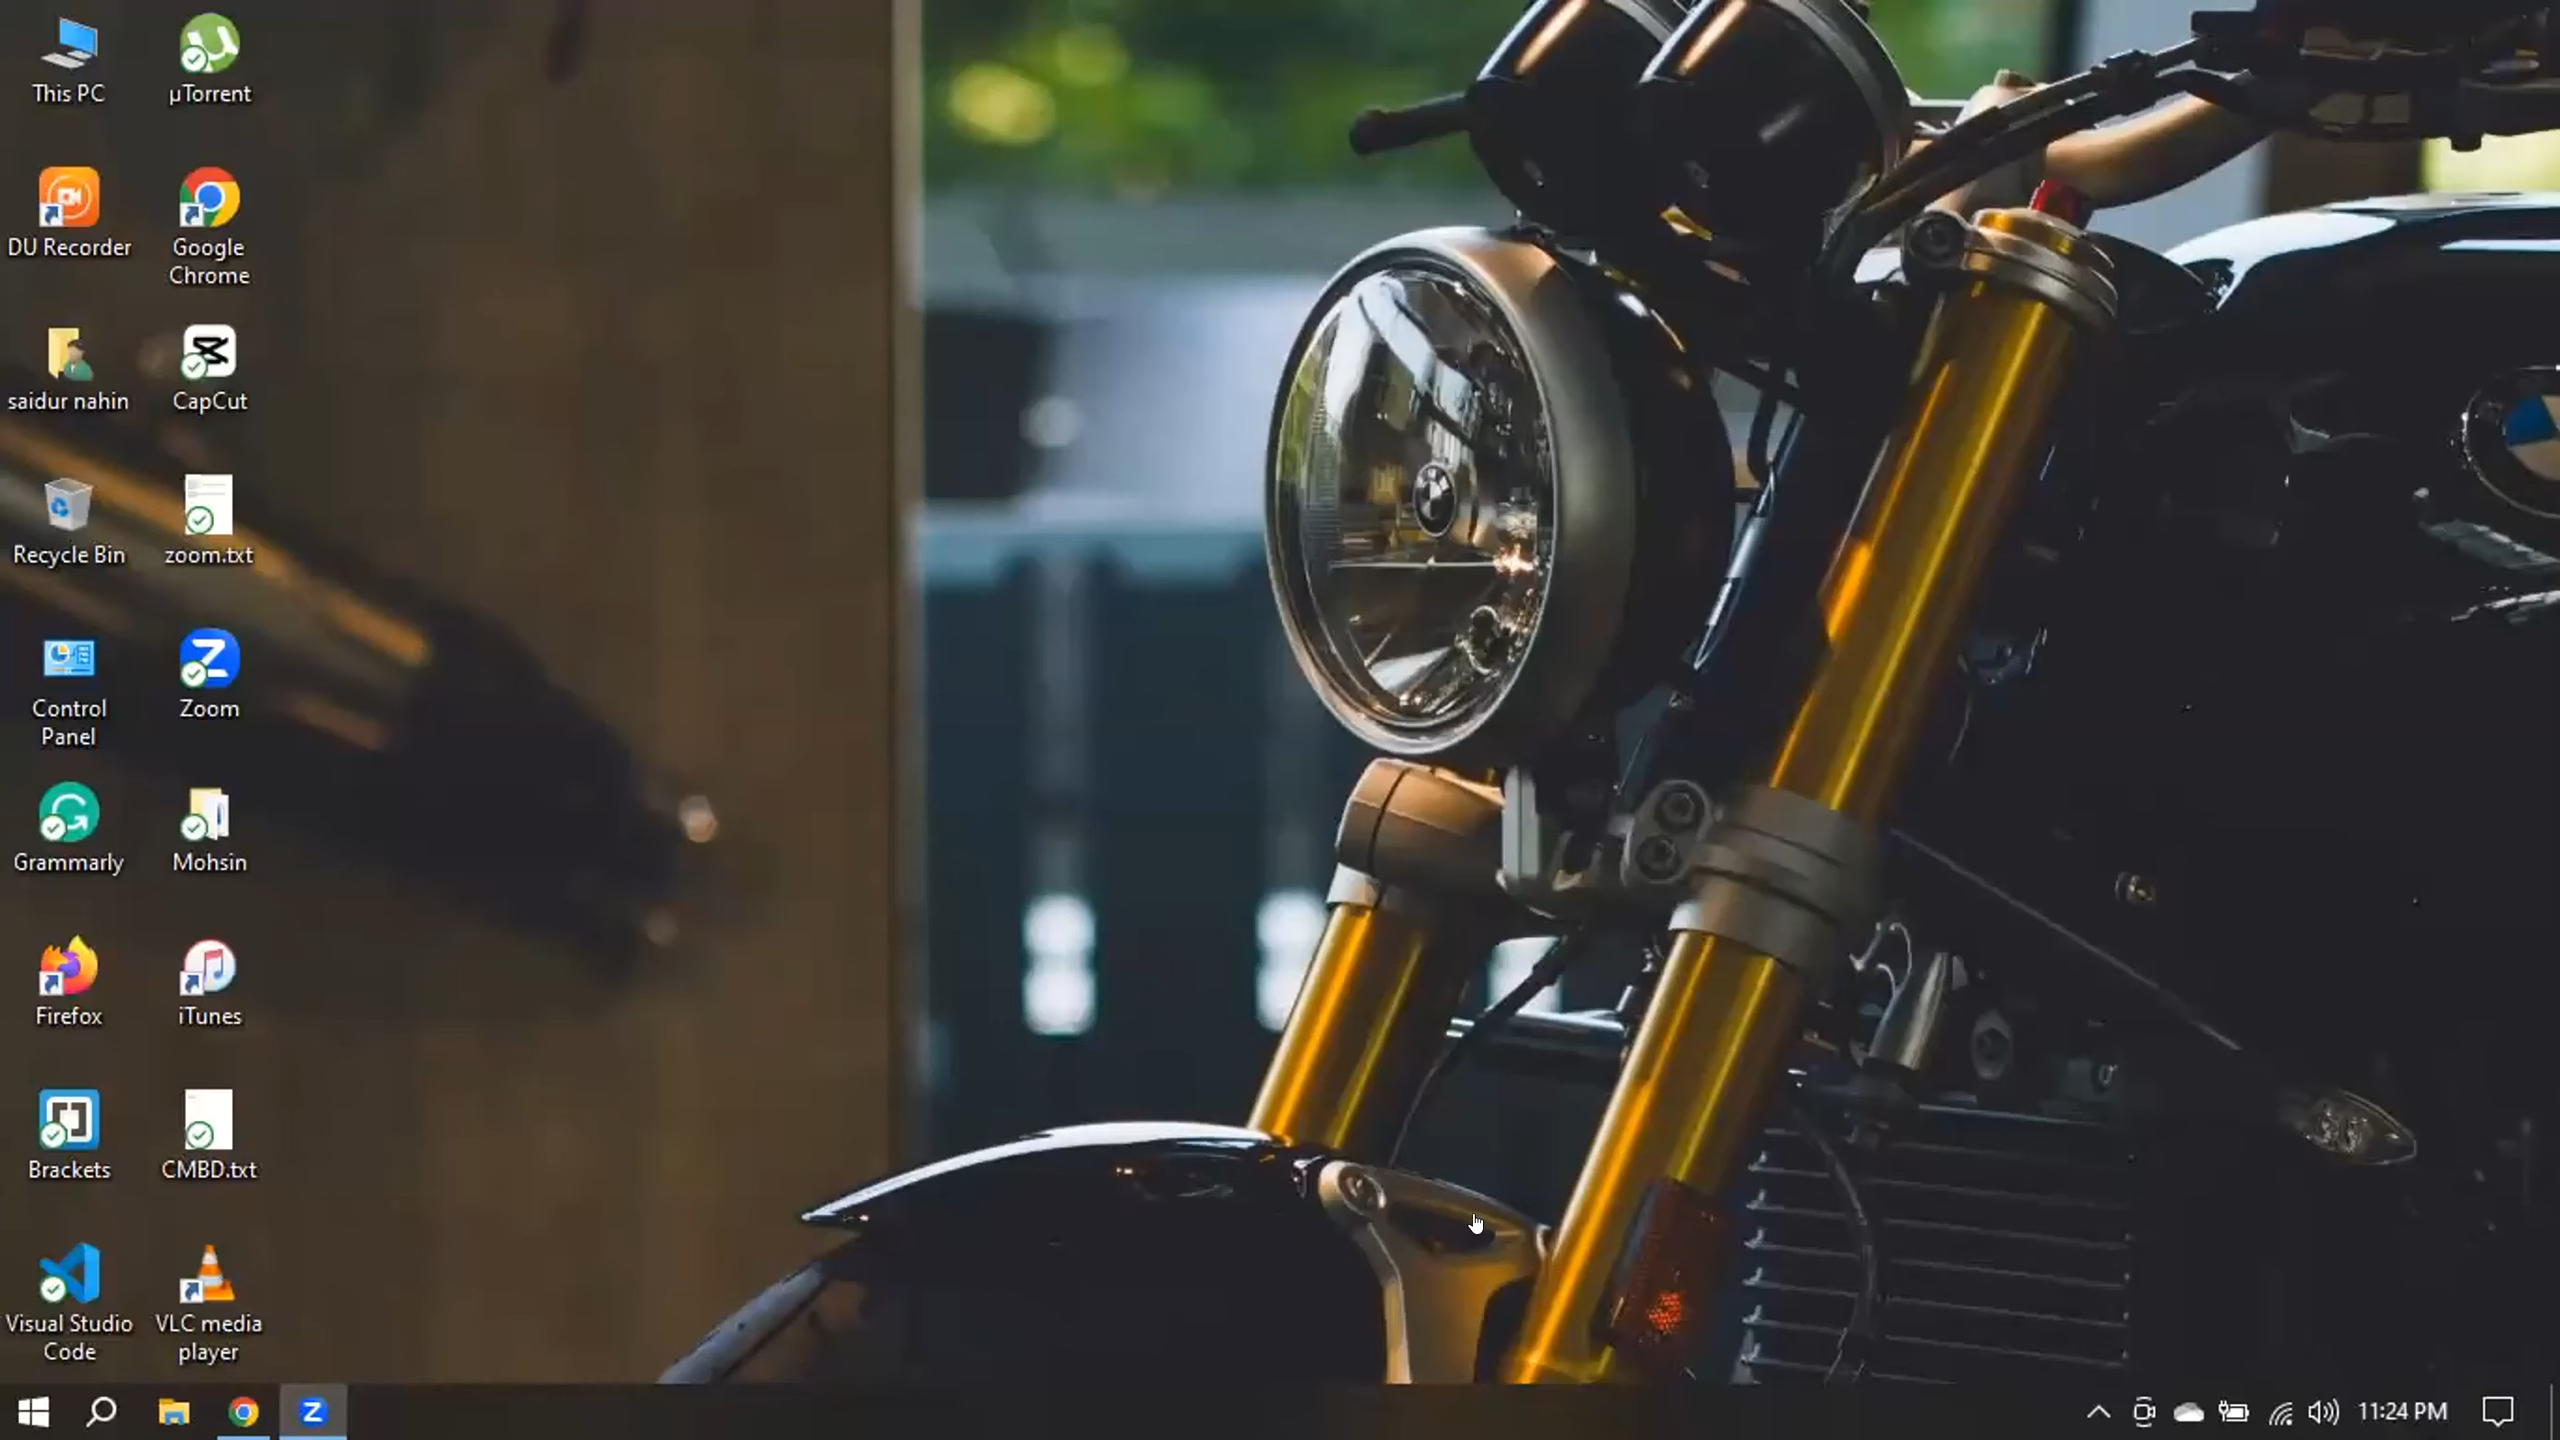 This PC
µTorrent
DU Recorder
Google
Chrome
saidur nahin
CapCut
Recycle Bin
zoom.txt
Control
Panel
Zoom
Grammarly
Mohsin
Firefox
iTunes
Brackets
CMBD.txt
Visual Studio
Code
VLC media
player
11:24 PM